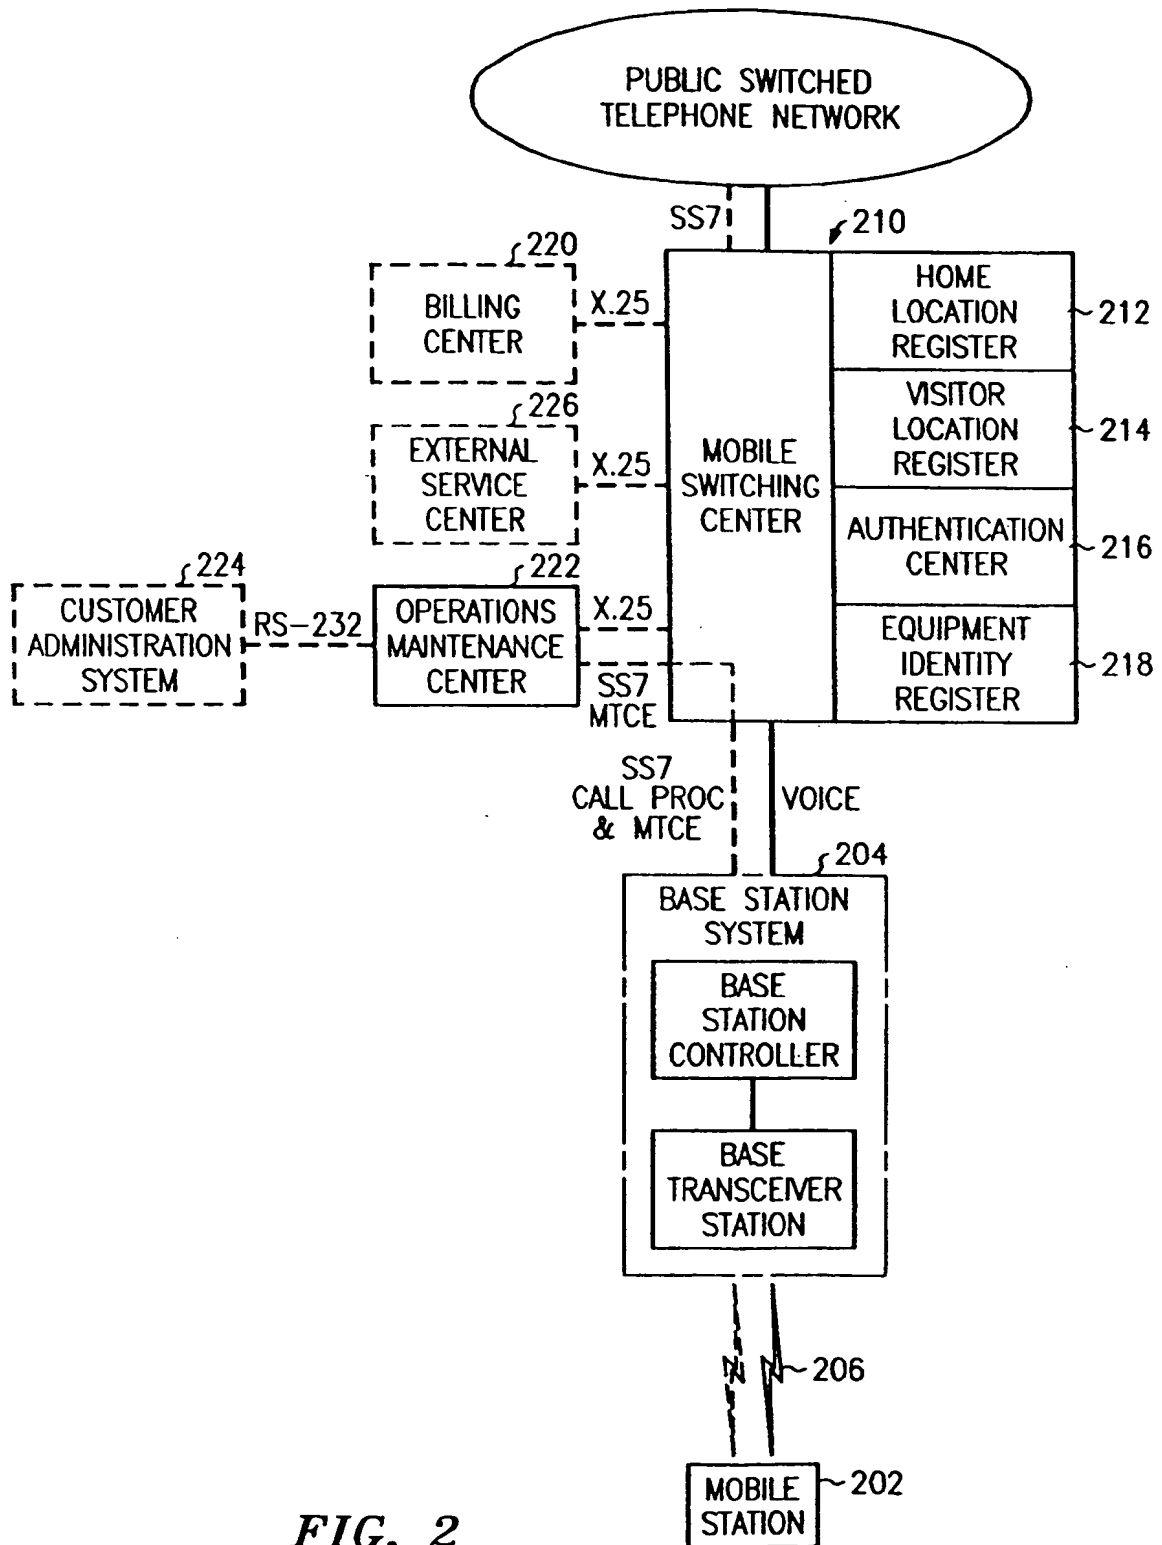 PUBLIC SWITCHED
TELEPHONE NETWORK
SS7
210
220
BILLING
CENTER
X.25
HOME
LOCATION
REGISTER
212
226
EXTERNAL
SERVICE
CENTER
X.25
MOBILE
SWITCHING
CENTER
VISITOR
LOCATION
REGISTER
214
AUTHENTICATION
CENTER
216
224
CUSTOMER
ADMINISTRATION
SYSTEM
RS-232
222
OPERATIONS
MAINTENANCE
CENTER
X.25
SS7
MTCE
EQUIPMENT
IDENTITY
REGISTER
218
SS7
CALL PROC
& MTCE
VOICE
204
BASE STATION
SYSTEM
BASE
STATION
CONTROLLER
BASE
TRANSCEIVER
STATION
206
MOBILE
STATION
202
FIG. 2